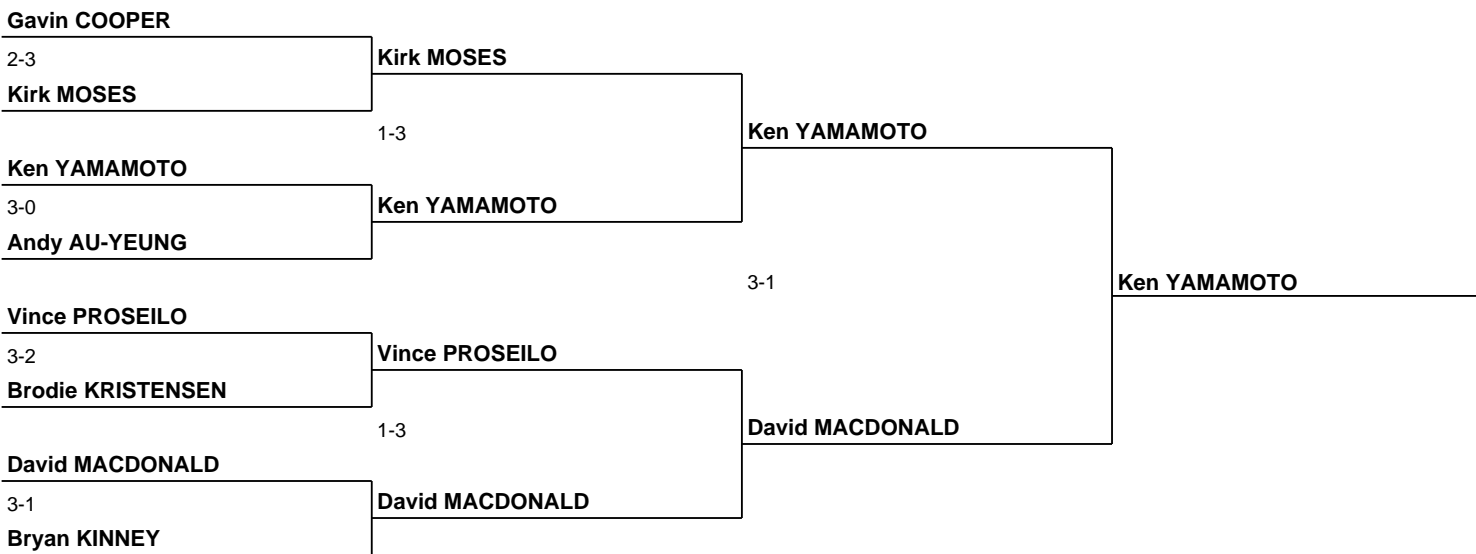 Gavin COOPER
2-3
Kirk MOSES
Kirk MOSES
1-3
Ken YAMAMOTO
Ken YAMAMOTO
3-0
Ken YAMAMOTO
Andy AU-YEUNG
3-1
Ken YAMAMOTO
Vince PROSEILO
3-2
Vince PROSEILO
Brodie KRISTENSEN
1-3
David MACDONALD
David MACDONALD
3-1
David MACDONALD
Bryan KINNEY